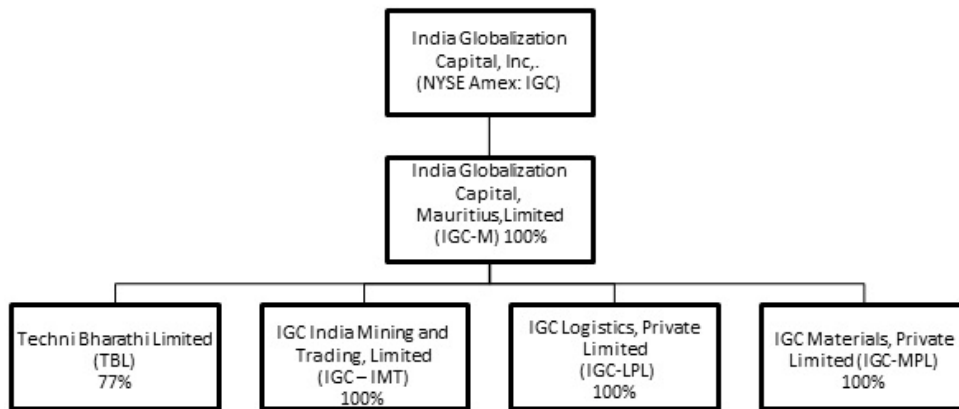 India Globalization
Capital, Inc,.
(NYSE Amex: IGC)
India Globalization
Capital,
Mauritius,Limited
(IGC-M) 100%
Techni Bharathi Limited
(TBL)
77%
IGC India Mining and
Trading, Limited
(IGC – IMT)
100%
IGC Logistics, Private
Limited
(IGC-LPL)
100%
IGC Materials, Private
Limited (IGC-MPL)
100%